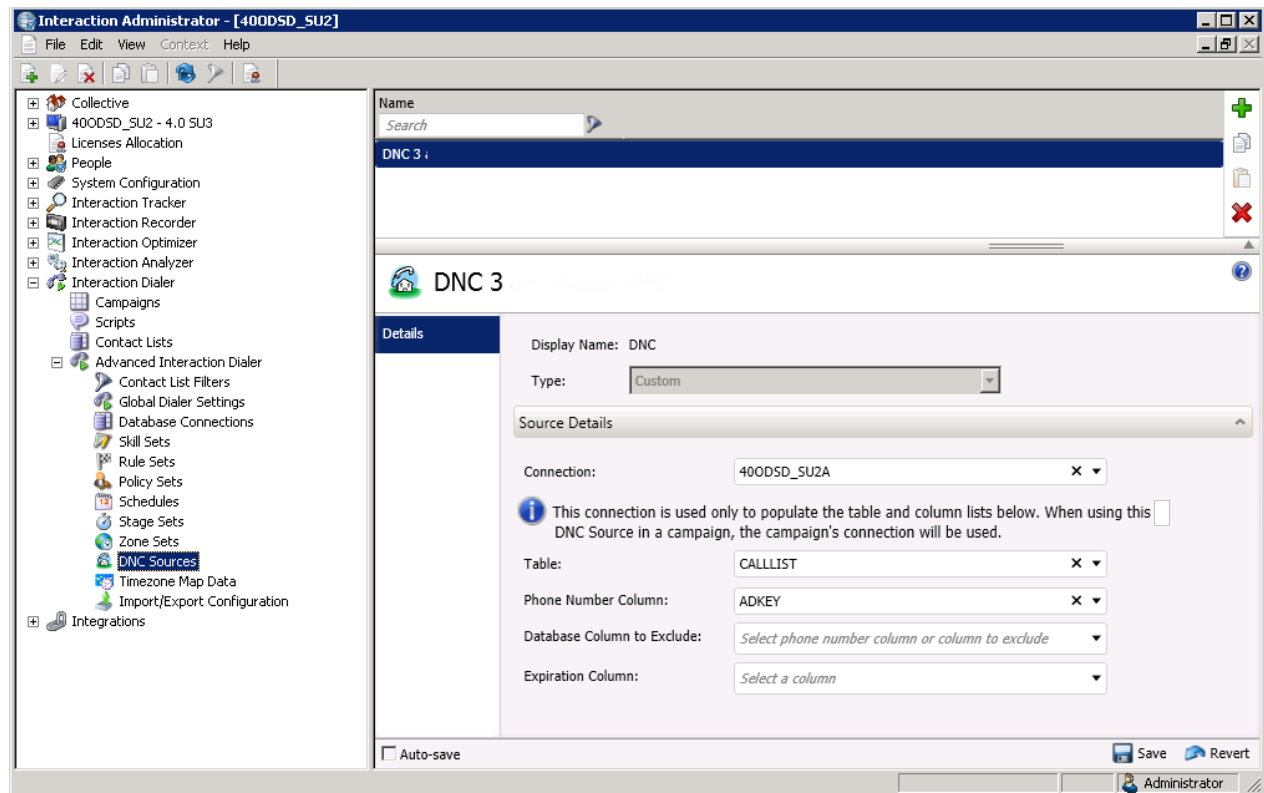 Interaction Administrator - [40ODSD_SU2]
File Edit View Context Help
Collective
40ODSD_SU2 - 4.0 SU3
Licenses Allocation
People
System Configuration
Interaction Tracker
Interaction Recorder
Interaction Optimizer
Interaction Analyzer
Interaction Dialer
Campaigns
Scripts
Contact Lists
Advanced Interaction Dialer
Contact List Filters
Global Dialer Settings
Database Connections
Skill Sets
Rule Sets
Policy Sets
Schedules
Stage Sets
Zone Sets
DNC Sources
Timezone Map Data
Import/Export Configuration
Integrations
Name
Search
DNC 3
DNC 3
Details
Display Name: DNC
Type: Custom
Source Details
Connection: 40ODSD_SU2A
This connection is used only to populate the table and column lists below. When using this
DNC Source in a campaign, the campaign's connection will be used.
Table: CALLLIST
Phone Number Column: ADKEY
Database Column to Exclude: Select phone number column or column to exclude
Expiration Column: Select a column
Auto-save
Save Revert
Administrator